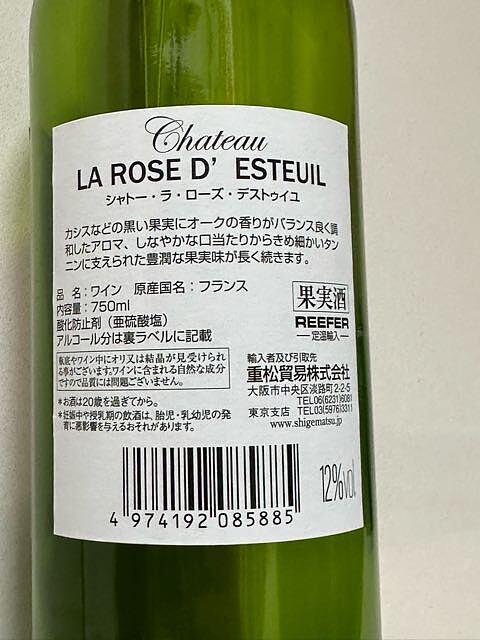 Chateau
LA ROSE D' ESTEUIL
シャトー・ラ・ローズ・デストゥイユ
カシスなどの黒い果実にオークの香りがバランス良く調
和したアロマ、しなやかな口当たりからきめ細かいタン
ニンに支えられた豊潤な果実味が長く続きます。
品 名：ワイン 原産国名：フランス
内容量：750ml
酸化防止剤（亜硫酸塩）
アルコール分は裏ラベルに記載
果実酒
REEFER
―定温輸入―
瓶底やワイン中にオリ又は結晶が見受けられ
る事がございます。ワインに含まれる自然な成分
ですので品質には問題ございません。
*お酒は20歳を過ぎてから。
*妊娠中や授乳期の飲酒は、胎児・乳幼児の発
育に悪影響を与えるおそれがあります。
輸入者及び引取先
重松貿易株式会社
大阪市中央区淡路町2-2-5
TEL06(6231)6081
東京支店 TEL03(5976)3311
www.shigematsu.jp
4 974192 085885
12%vol.